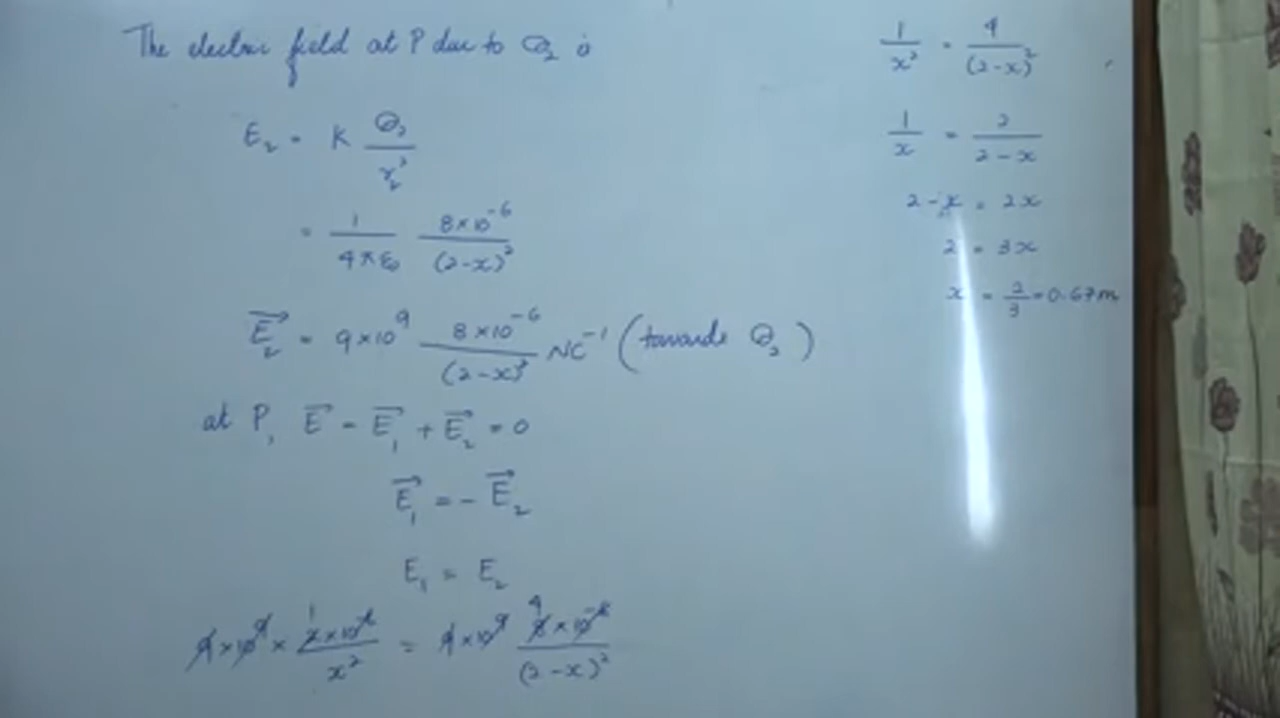 The electric field at P due to Q₂ is
E₂ = K Q₂ / r₂²
= 1 / 4πε₀ 8×10⁻⁶ / (2-x)²
E₂⃗ = 9×10⁹ 8×10⁻⁶ / (2-x)² NC⁻¹ (towards Q₂)
at P, E⃗ = E₁⃗ + E₂⃗ = 0
E₁⃗ = - E₂⃗
E₁ = E₂
9×10⁹ × 1 2×10⁻⁶ / x² = 9×10⁹ 4 8×10⁻⁶ / (2-x)²
1 / x² = 4 / (2-x)²
1 / x = 2 / 2-x
2-x = 2x
2 = 3x
x = 2/3 = 0.67m